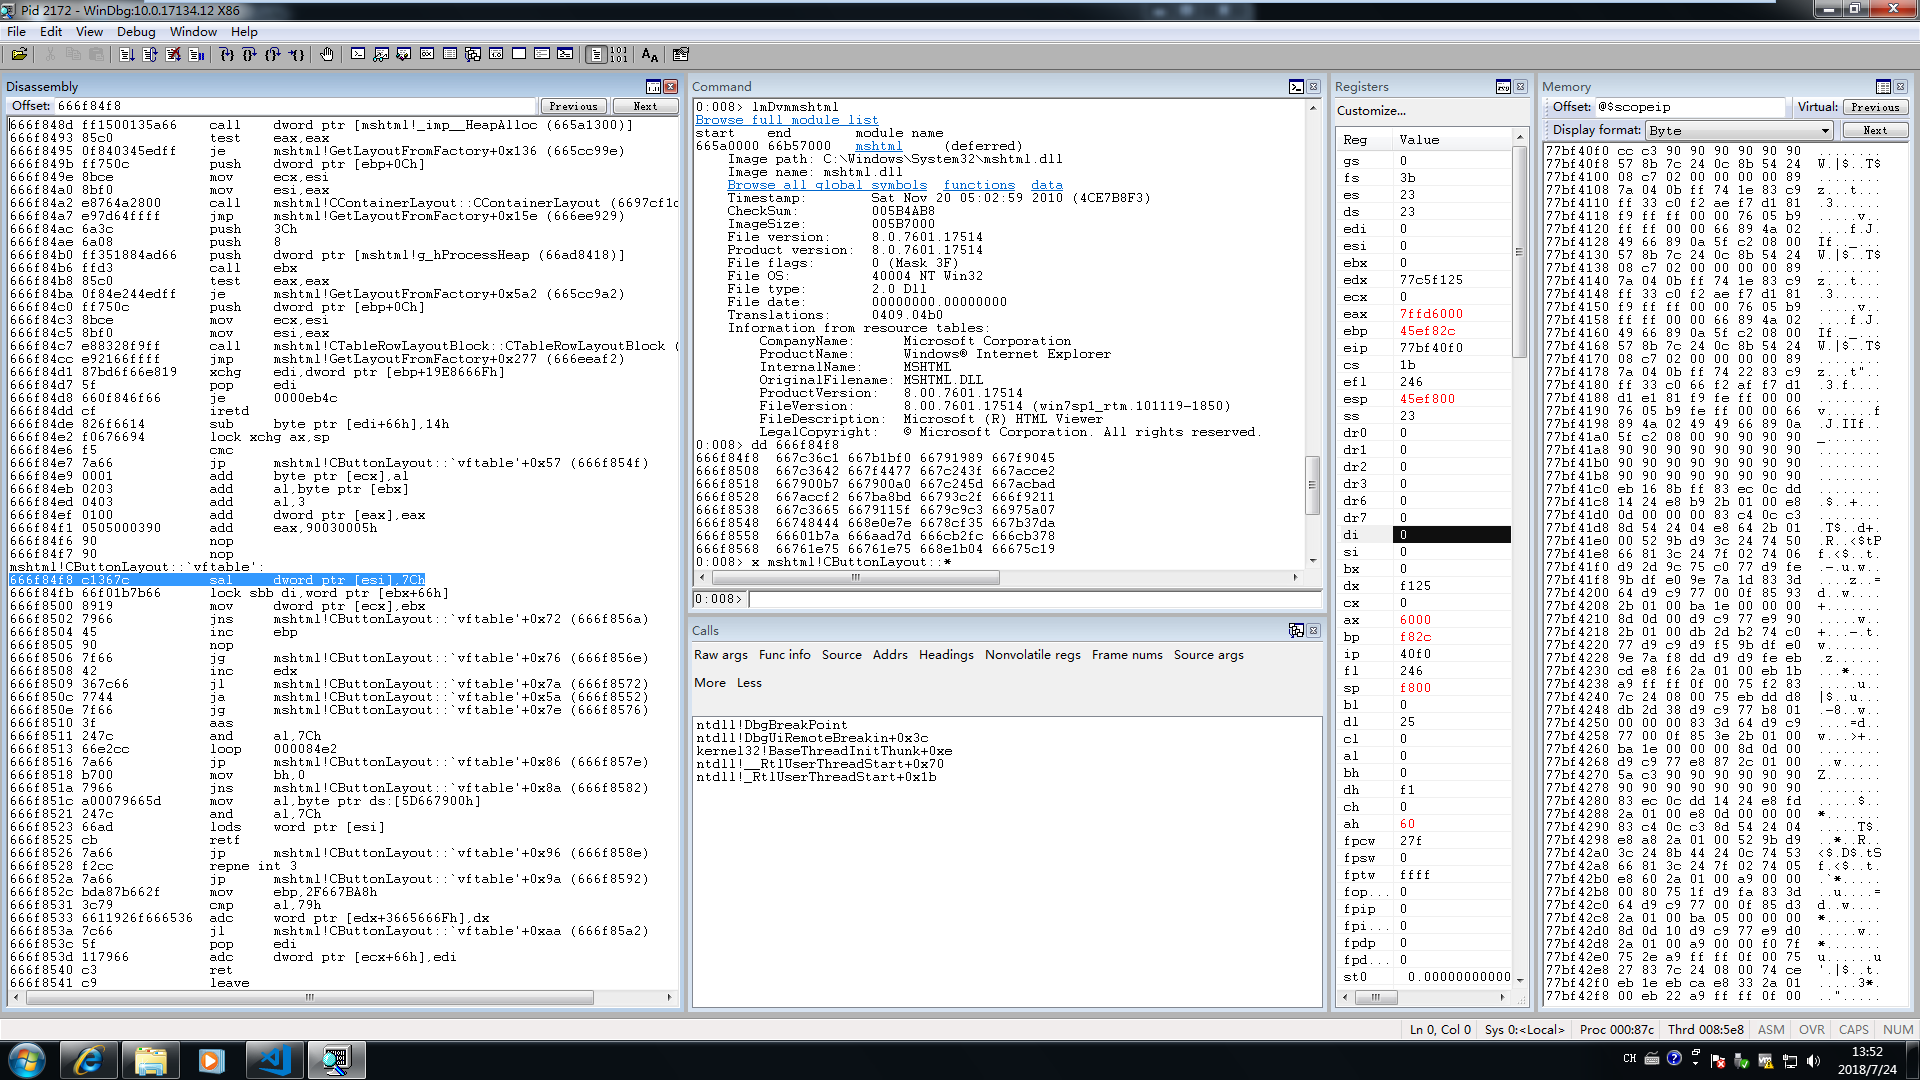 Pid 2172 - WinDbg:10.0.17134.12 X86
File Edit View Debug Window Help
Disassembly
Offset: 666f84f8 Previous Next
666f848d ff1500135a66 call dword ptr [mshtml!_imp__HeapAlloc (665a1300)]
666f8493 85c0 test eax,eax
666f8495 0f840345edff je mshtml!GetLayoutFromFactory+0x136 (665cc99e)
666f849b ff750c push dword ptr [ebp+0Ch]
666f849e 8bce mov ecx,esi
666f84a0 8bf0 mov esi,eax
666f84a2 e8764a2800 call mshtml!CContainerLayout::CContainerLayout (6697cf1c
666f84a7 e97d64ffff jmp mshtml!GetLayoutFromFactory+0x15e (666ee929)
666f84ac 6a3c push 3Ch
666f84ae 6a08 push 8
666f84b0 ff351884ad66 push dword ptr [mshtml!g_hProcessHeap (66ad8418)]
666f84b6 ffd3 call ebx
666f84b8 85c0 test eax,eax
666f84ba 0f84e244edff je mshtml!GetLayoutFromFactory+0x5a2 (665cc9a2)
666f84c0 ff750c push dword ptr [ebp+0Ch]
666f84c3 8bce mov ecx,esi
666f84c5 8bf0 mov esi,eax
666f84c7 e88328f9ff call mshtml!CTableRowLayoutBlock::CTableRowLayoutBlock (
666f84cc e92166ffff jmp mshtml!GetLayoutFromFactory+0x277 (666eeaf2)
666f84d1 87bd6f66e819 xchg edi,dword ptr [ebp+19E8666Fh]
666f84d7 5f pop edi
666f84d8 660f846f66 je 0000eb4c
666f84dd cf iretd
666f84de 826f6614 sub byte ptr [edi+66h],14h
666f84e2 f0676694 lock xchg ax,sp
666f84e6 f5 cmc
666f84e7 7a66 jp mshtml!CButtonLayout::`vftable'+0x57 (666f854f)
666f84e9 0001 add byte ptr [ecx],al
666f84eb 0203 add al,byte ptr [ebx]
666f84ed 0403 add al,3
666f84ef 0100 add dword ptr [eax],eax
666f84f1 0505000390 add eax,90030005h
666f84f6 90 nop
666f84f7 90 nop
mshtml!CButtonLayout::`vftable':
666f84f8 c1367c sal dword ptr [esi],7Ch
666f84fb 66f01b7b66 lock sbb di,word ptr [ebx+66h]
666f8500 8919 mov dword ptr [ecx],ebx
666f8502 7966 jns mshtml!CButtonLayout::`vftable'+0x72 (666f856a)
666f8504 45 inc ebp
666f8505 90 nop
666f8506 7f66 jg mshtml!CButtonLayout::`vftable'+0x76 (666f856e)
666f8508 42 inc edx
666f8509 367c66 jl mshtml!CButtonLayout::`vftable'+0x7a (666f8572)
666f850c 7744 ja mshtml!CButtonLayout::`vftable'+0x5a (666f8552)
666f850e 7f66 jg mshtml!CButtonLayout::`vftable'+0x7e (666f8576)
666f8510 3f aas
666f8511 247c and al,7Ch
666f8513 66e2cc loop 000084e2
666f8516 7a66 jp mshtml!CButtonLayout::`vftable'+0x86 (666f857e)
666f8518 b700 mov bh,0
666f851a 7966 jns mshtml!CButtonLayout::`vftable'+0x8a (666f8582)
666f851c a00079665d mov al,byte ptr ds:[5D667900h]
666f8521 247c and al,7Ch
666f8523 66ad lods word ptr [esi]
666f8525 cb retf
666f8526 7a66 jp mshtml!CButtonLayout::`vftable'+0x96 (666f858e)
666f8528 f2cc repne int 3
666f852a 7a66 jp mshtml!CButtonLayout::`vftable'+0x9a (666f8592)
666f852c bda87b662f mov ebp,2F667BA8h
666f8531 3c79 cmp al,79h
666f8533 6611926f666536 adc word ptr [edx+3665666Fh],dx
666f853a 7c66 jl mshtml!CButtonLayout::`vftable'+0xaa (666f85a2)
666f853c 5f pop edi
666f853d 117966 adc dword ptr [ecx+66h],edi
666f8540 c3 ret
666f8541 c9 leave
Command
0:008> lmDvmmshtml
Browse full module list
start end module name
665a0000 66b57000 mshtml (deferred)
Image path: C:\Windows\System32\mshtml.dll
Image name: mshtml.dll
Browse all global symbols functions data
Timestamp: Sat Nov 20 05:02:59 2010 (4CE7B8F3)
CheckSum: 005B4AB8
ImageSize: 005B7000
File version: 8.0.7601.17514
Product version: 8.0.7601.17514
File flags: 0 (Mask 3F)
File OS: 40004 NT Win32
File type: 2.0 Dll
File date: 00000000.00000000
Translations: 0409.04b0
Information from resource tables:
CompanyName: Microsoft Corporation
ProductName: Windows® Internet Explorer
InternalName: MSHTML
OriginalFilename: MSHTML.DLL
ProductVersion: 8.00.7601.17514
FileVersion: 8.00.7601.17514 (win7sp1_rtm.101119-1850)
FileDescription: Microsoft (R) HTML Viewer
LegalCopyright: © Microsoft Corporation. All rights reserved.
0:008> dd 666f84f8
666f84f8 667c36c1 667b1bf0 66791989 667f9045
666f8508 667c3642 667f4477 667c243f 667acce2
666f8518 667900b7 667900a0 667c245d 667acbad
666f8528 667accf2 667ba8bd 66793c2f 666f9211
666f8538 667c3665 6679115f 6679c9c3 66975a07
666f8548 66748444 668e0e7e 6678cf35 667b37da
666f8558 66601b7a 666aad7d 666cb2fc 666cb378
666f8568 66761e75 66761e75 668e1b04 66675c19
0:008> x mshtml!CButtonLayout::*
0:008>
Calls
Raw args Func info Source Addrs Headings Nonvolatile regs Frame nums Source args
More Less
ntdll!DbgBreakPoint
ntdll!DbgUiRemoteBreakin+0x3c
kernel32!BaseThreadInitThunk+0xe
ntdll!__RtlUserThreadStart+0x70
ntdll!_RtlUserThreadStart+0x1b
Registers
Customize...
Reg Value
gs 0
fs 3b
es 23
ds 23
edi 0
esi 0
ebx 0
edx 77c5f125
ecx 0
eax 7ffd6000
ebp 45ef82c
eip 77bf40f0
cs 1b
efl 246
esp 45ef800
ss 23
dr0 0
dr1 0
dr2 0
dr3 0
dr6 0
dr7 0
di 0
si 0
bx 0
dx f125
cx 0
ax 6000
bp f82c
ip 40f0
fl 246
sp f800
bl 0
dl 25
cl 0
al 0
bh 0
dh f1
ch 0
ah 60
fpcw 27f
fpsw 0
fptw ffff
fop... 0
fpip 0
fpi... 0
fpdp 0
fpd... 0
st0 0.00000000000
Memory
Offset: @$scopeip Virtual: Previous
Display format: Byte Next
77bf40f0 cc c3 90 90 90 90 90 90
77bf40f8 57 8b 7c 24 0c 8b 54 24 W.|$..T$
77bf4100 08 c7 02 00 00 00 00 89
77bf4108 7a 04 0b ff 74 1e 83 c9 z...t...
77bf4110 ff 33 c0 f2 ae f7 d1 81 .3......
77bf4118 f9 ff ff 00 00 76 05 b9 .....v..
77bf4120 ff ff 00 00 66 89 4a 02 ....f.J.
77bf4128 49 66 89 0a 5f c2 08 00 If.._...
77bf4130 57 8b 7c 24 0c 8b 54 24 W.|$..T$
77bf4138 08 c7 02 00 00 00 00 89
77bf4140 7a 04 0b ff 74 1e 83 c9 z...t...
77bf4148 ff 33 c0 f2 ae f7 d1 81 .3......
77bf4150 f9 ff ff 00 00 76 05 b9 .....v..
77bf4158 ff ff 00 00 66 89 4a 02 ....f.J.
77bf4160 49 66 89 0a 5f c2 08 00 If.._...
77bf4168 57 8b 7c 24 0c 8b 54 24 W.|$..T$
77bf4170 08 c7 02 00 00 00 00 89
77bf4178 7a 04 0b ff 74 22 83 c9 z...t"..
77bf4180 ff 33 c0 66 f2 af f7 d1 .3.f....
77bf4188 d1 e1 81 f9 fe ff 00 00
77bf4190 76 05 b9 fe ff 00 00 66 v......f
77bf4198 89 4a 02 49 49 66 89 0a .J.IIf..
77bf41a0 5f c2 08 00 90 90 90 90 _.......
77bf41a8 90 90 90 90 90 90 90 90
77bf41b0 90 90 90 90 90 90 90 90
77bf41b8 90 90 90 90 90 90 90 90
77bf41c0 eb 16 8b ff 83 ec 0c dd
77bf41c8 14 24 e8 b9 2b 01 00 e8 .$..+...
77bf41d0 0d 00 00 00 83 c4 0c c3
77bf41d8 8d 54 24 04 e8 64 2b 01 .T$..d+.
77bf41e0 00 52 9b d9 3c 24 74 50 .R..<$tP
77bf41e8 66 81 3c 24 7f 02 74 06 f.<$..t.
77bf41f0 d9 2d 9c 75 c0 77 d9 fe .-.u.w..
77bf41f8 9b df e0 9e 7a 1d 83 3d ....z..=
77bf4200 64 d9 c9 77 00 0f 85 93 d..w....
77bf4208 2b 01 00 ba 1e 00 00 00 +.......
77bf4210 8d 0d d0 d9 c9 77 e9 90 .....w..
77bf4218 2b 01 00 db 2d b2 74 c0 +...-.t.
77bf4220 77 d9 c9 d9 f5 9b df e0 w.......
77bf4228 9e 7a f8 dd d9 d9 fe eb .z......
77bf4230 cd e8 f6 2a 01 00 eb 1b ...*....
77bf4238 a9 ff ff 0f 00 75 f2 83 .....u..
77bf4240 7c 24 08 00 75 eb dd d8 |$..u...
77bf4248 db 2d 38 d9 c9 77 b8 01 .-8..w..
77bf4250 00 00 00 83 3d 64 d9 c9 ....=d..
77bf4258 77 00 0f 85 3e 2b 01 00 w...>+..
77bf4260 ba 1e 00 00 00 8d 0d d0
77bf4268 d9 c9 77 e8 87 2c 01 00 ..w..,..
77bf4270 5a c3 90 90 90 90 90 90 Z.......
77bf4278 90 90 90 90 90 90 90 90
77bf4280 83 ec 0c dd 14 24 e8 fd .....$..
77bf4288 2a 01 00 e8 0d 00 00 00 *.......
77bf4290 83 c4 0c c3 8d 54 24 04 .....T$.
77bf4298 e8 a8 2a 01 00 52 9b d9 ..*..R..
77bf42a0 3c 24 8b 44 24 0c 74 53 <$.D$.tS
77bf42a8 66 81 3c 24 7f 02 74 05 f.<$..t.
77bf42b0 e8 60 2a 01 00 a9 00 00 .`*.....
77bf42b8 00 80 75 1f d9 fa 83 3d ..u....=
77bf42c0 64 d9 c9 77 00 0f 85 d3 d..w....
77bf42c8 2a 01 00 ba 05 00 00 00 *.......
77bf42d0 8d 0d d0 d9 c9 77 e9 d0 .....w..
77bf42d8 2a 01 00 a9 00 00 f0 7f *.......
77bf42e0 75 2e a9 ff ff 0f 00 75 u......u
77bf42e8 27 83 7c 24 08 00 74 ce '.|$..t.
77bf42f0 eb 1e eb ca e8 33 2a 01 .....3*.
77bf42f8 00 eb 22 a9 ff ff 0f 00 ..".....
Ln 0, Col 0 Sys 0:<Local> Proc 000:87c Thrd 008:5e8 ASM OVR CAPS NUM
CH
13:52
2018/7/24